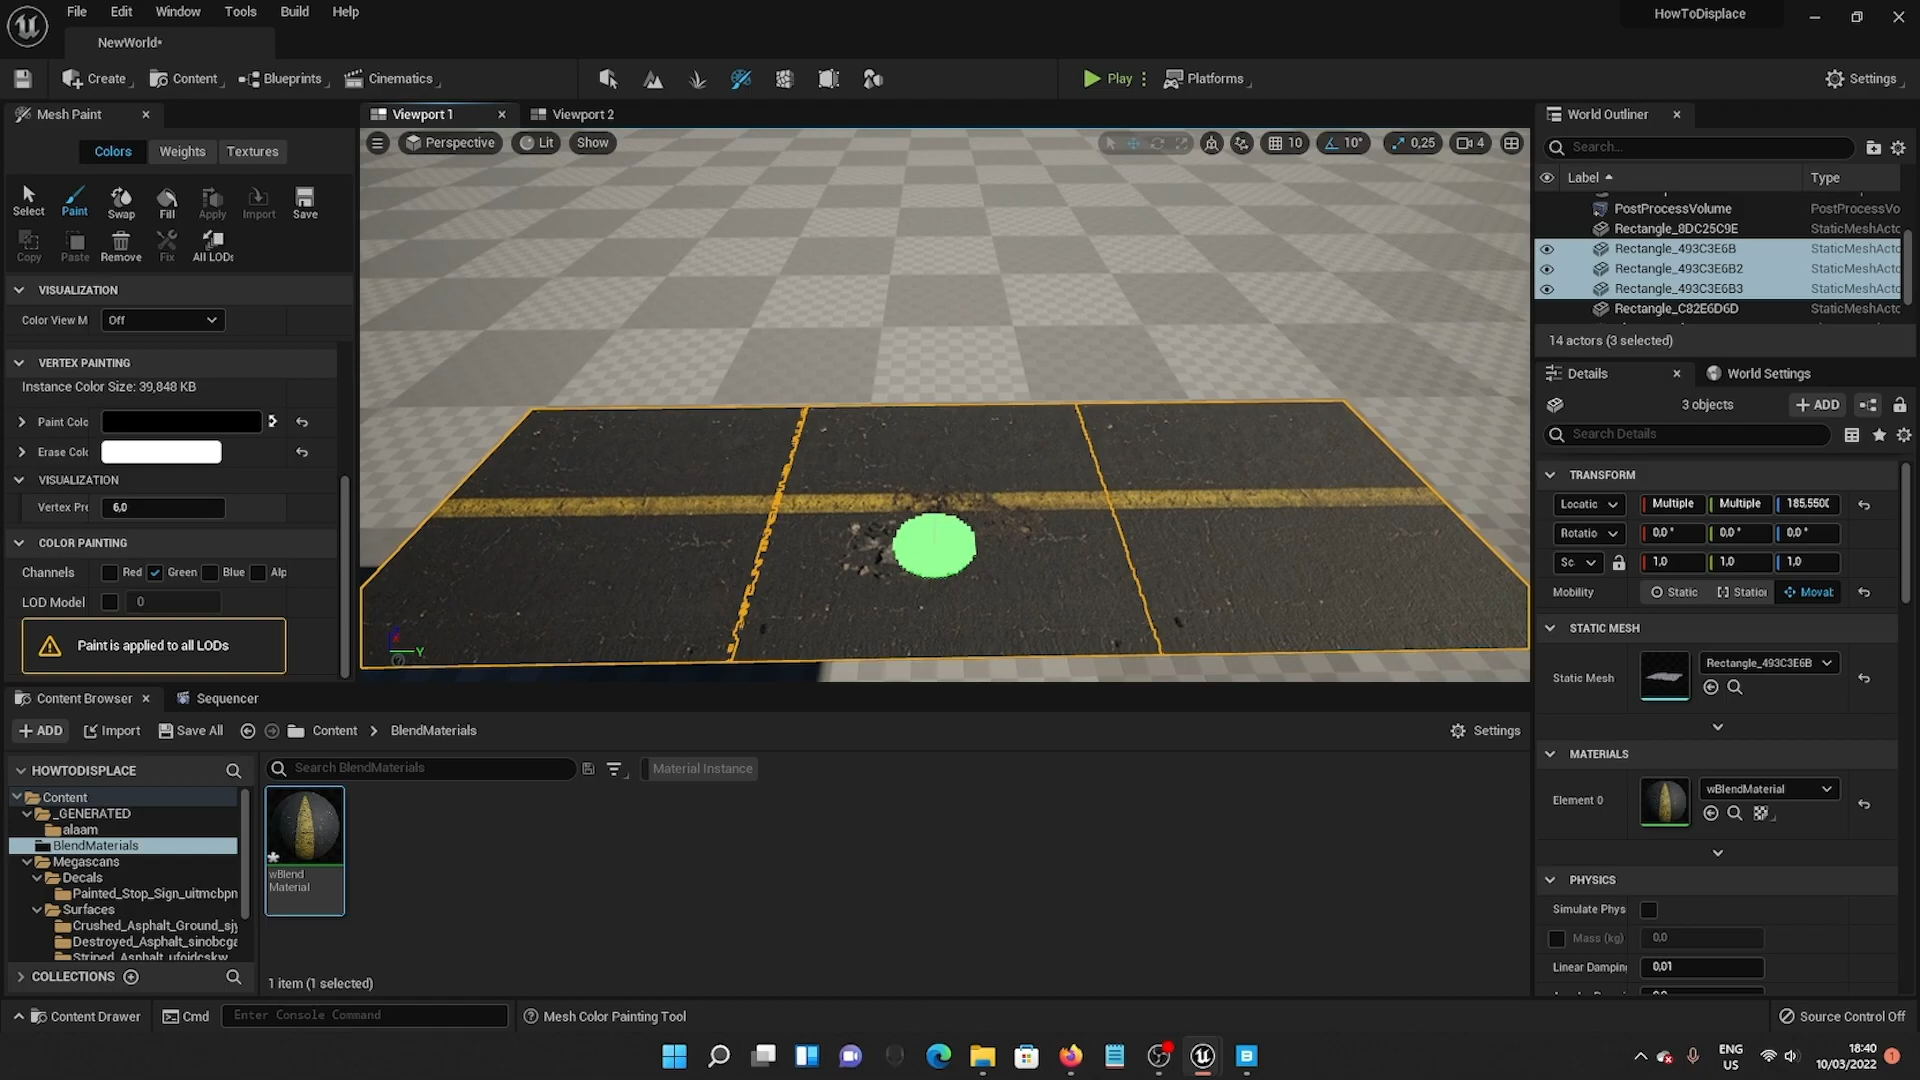 File Edit Window Tools Build Help
HowToDisplace
NewWorld•
Create Content Blueprints Cinematics Play Platforms Settings
Mesh Paint
Colors Weights Textures
Select Paint Swap Fill Apply Import Save
Copy Paste Remove Fix All LODs
VISUALIZATION
Color View M Off
VERTEX PAINTING
Instance Color Size: 39,848 KB
Paint Colo
Erase Colo
VISUALIZATION
Vertex Pre 6,0
COLOR PAINTING
Channels Red Green Blue Alp
LOD Model 0
Paint is applied to all LODs
Viewport 1 Viewport 2
Perspective Lit Show 10 10° 0,25 4
X Y
World Outliner
Search...
Label Type
PostProcessVolume PostProcessVo
Rectangle_8DC25C9E StaticMeshActo
Rectangle_493C3E6B StaticMeshActo
Rectangle_493C3E6B2 StaticMeshActo
Rectangle_493C3E6B3 StaticMeshActo
Rectangle_C82E6D6D StaticMeshActo
14 actors (3 selected)
Details World Settings
3 objects ADD
Search Details
TRANSFORM
Locatic Multiple Multiple 185,550(
Rotatio 0,0 ° 0,0 ° 0,0 °
Sc 1,0 1,0 1,0
Mobility Static Station Movat
STATIC MESH
Static Mesh Rectangle_493C3E6B
MATERIALS
Element 0 wBlendMaterial
PHYSICS
Simulate Phys
Mass (kg) 0,0
Linear Damping 0,01
Content Browser Sequencer
ADD Import Save All Content BlendMaterials Settings
HOWTODISPLACE
Search BlendMaterials Material Instance
Content
_GENERATED
alaam
BlendMaterials
Megascans
Decals
Painted_Stop_Sign_uitmcbpn
Surfaces
Crushed_Asphalt_Ground_sjy
Destroyed_Asphalt_sinobcga
Striped_Asphalt_ufoidcskw
COLLECTIONS
wBlend
Material
1 item (1 selected)
Content Drawer Cmd Enter Console Command Mesh Color Painting Tool Source Control Off
ENG
US
18:40
10/03/2022
1